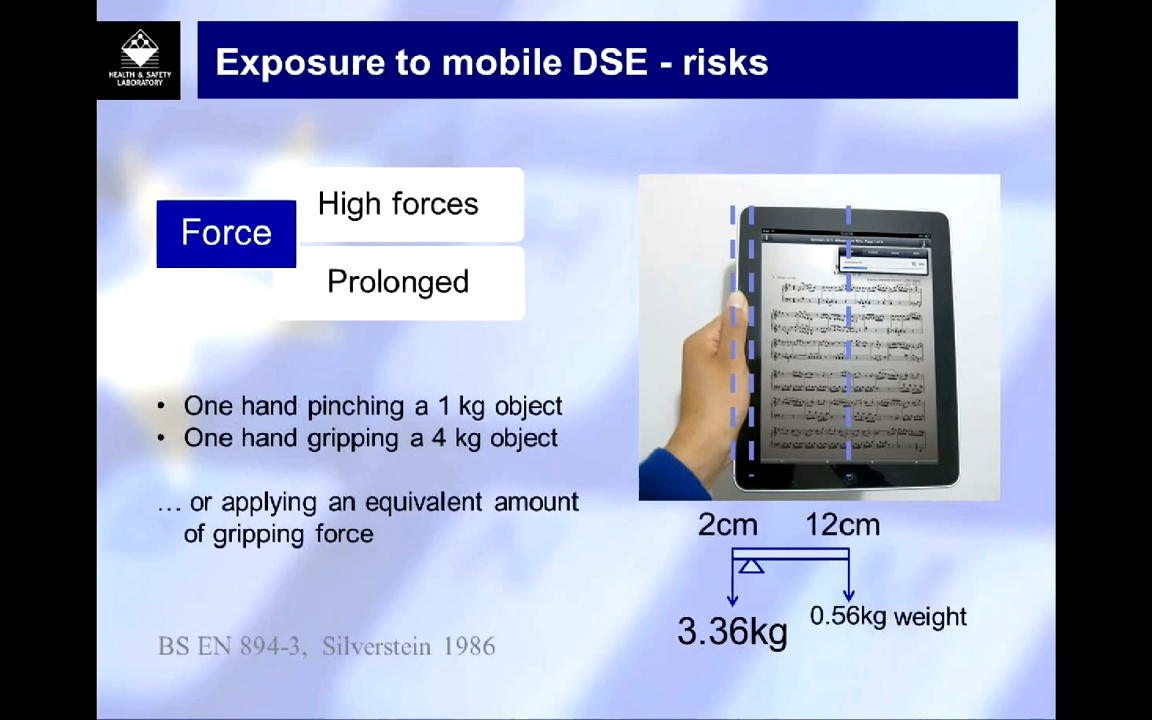 HEALTH & SAFETY
LABORATORY
Exposure to mobile DSE - risks
Force
High forces
Prolonged
• One hand pinching a 1 kg object
• One hand gripping a 4 kg object
… or applying an equivalent amount
of gripping force
BS EN 894-3, Silverstein 1986
2cm 12cm
3.36kg
0.56kg weight